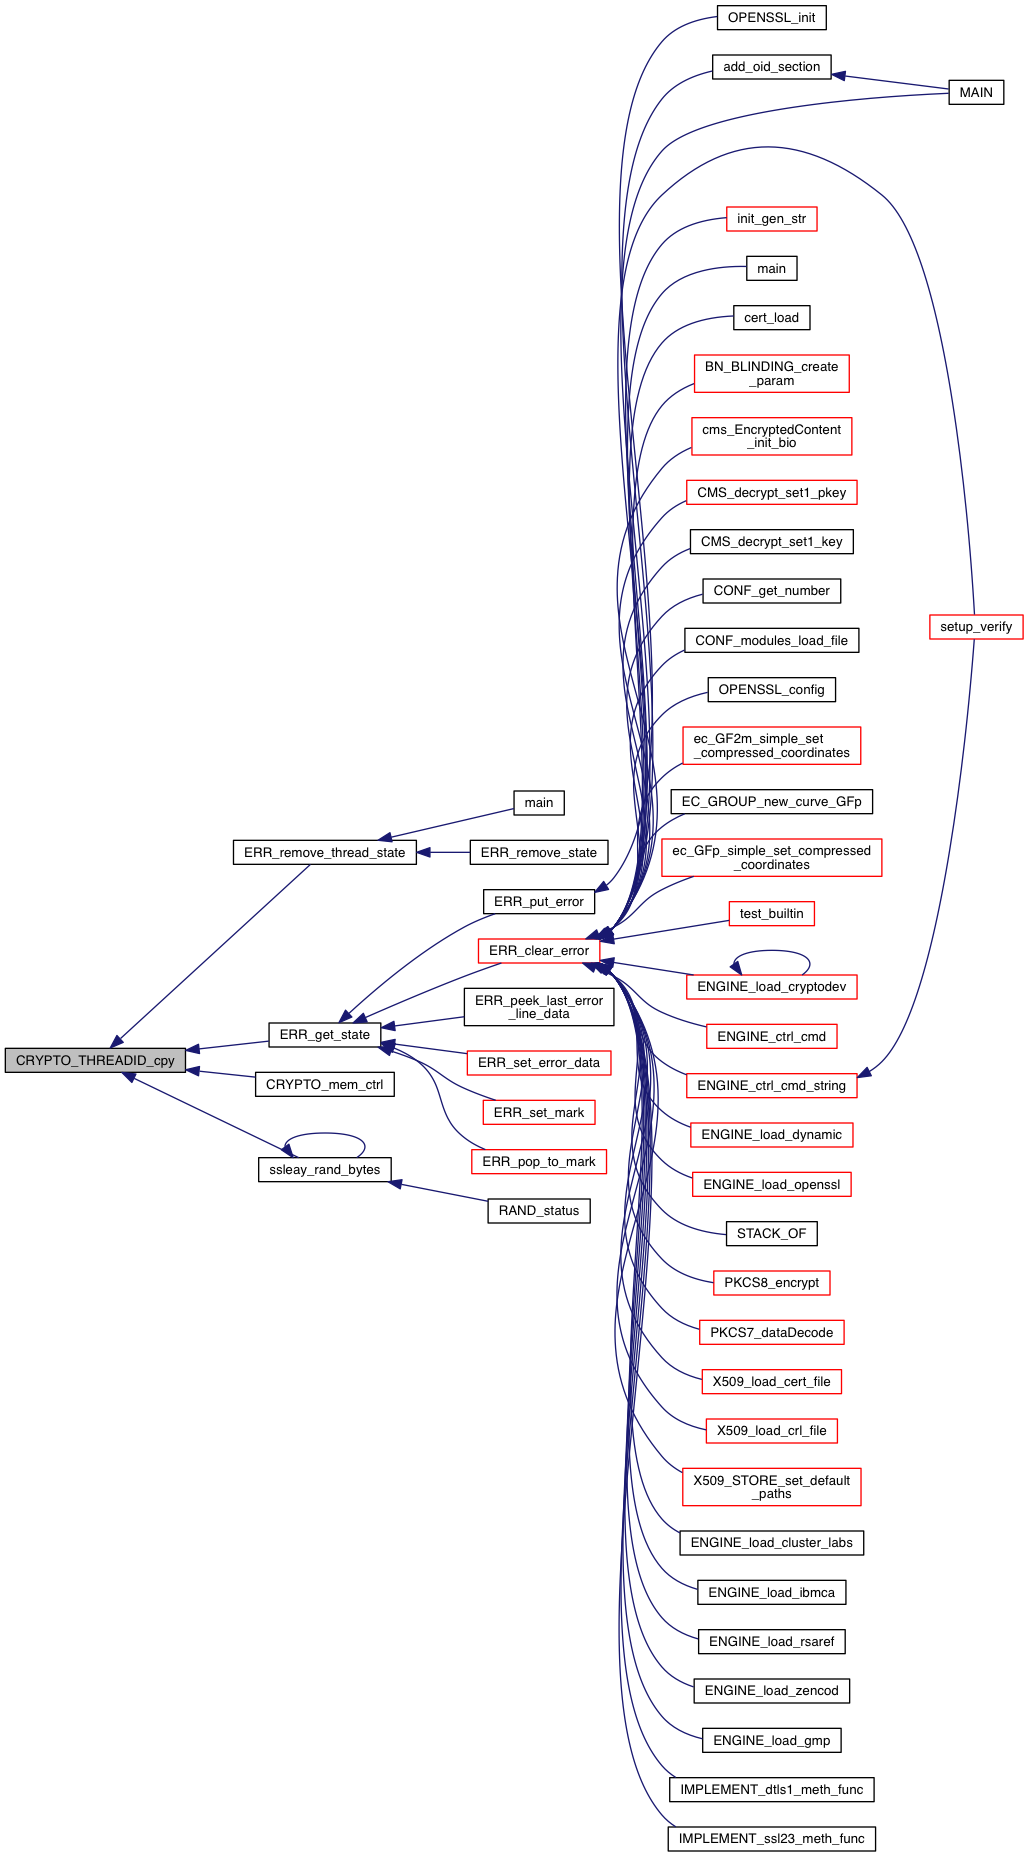 OPENSSL_init
add_oid_section
MAIN
init_gen_str
main
cert_load
BN_BLINDING_create
_param
cms_EncryptedContent
_init_bio
CMS_decrypt_set1_pkey
CMS_decrypt_set1_key
CONF_get_number
setup_verify
CONF_modules_load_file
OPENSSL_config
ec_GF2m_simple_set
_compressed_coordinates
main
EC_GROUP_new_curve_GFp
ERR_remove_thread_state
ERR_remove_state
ec_GFp_simple_set_compressed
_coordinates
ERR_put_error
test_builtin
ERR_clear_error
ENGINE_load_cryptodev
ERR_peek_last_error
_line_data
ERR_get_state
ENGINE_ctrl_cmd
CRYPTO_THREADID_cpy
ERR_set_error_data
CRYPTO_mem_ctrl
ENGINE_ctrl_cmd_string
ERR_set_mark
ENGINE_load_dynamic
ERR_pop_to_mark
ssleay_rand_bytes
ENGINE_load_openssl
RAND_status
STACK_OF
PKCS8_encrypt
PKCS7_dataDecode
X509_load_cert_file
X509_load_crl_file
X509_STORE_set_default
_paths
ENGINE_load_cluster_labs
ENGINE_load_ibmca
ENGINE_load_rsaref
ENGINE_load_zencod
ENGINE_load_gmp
IMPLEMENT_dtls1_meth_func
IMPLEMENT_ssl23_meth_func